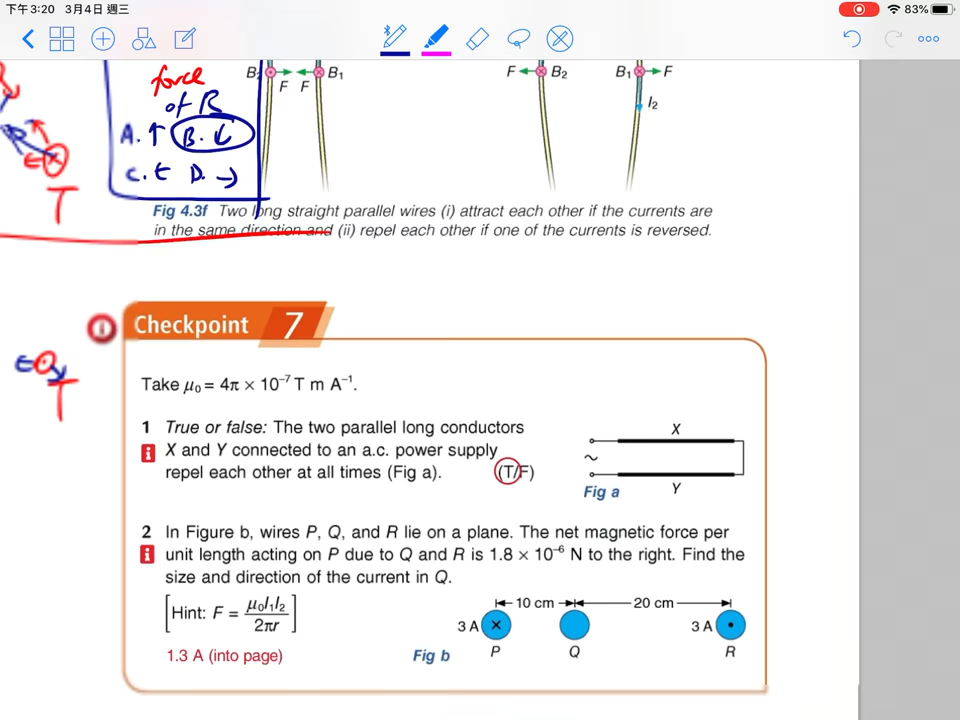 下午3:20 3月4日 週三
83%
force
of B
A. ↑ B. ↓
C. ← D. →
T
B₂ F F B₁
F B₂ B₁ F
I₂
Fig 4.3f Two long straight parallel wires (i) attract each other if the currents are
in the same direction and (ii) repel each other if one of the currents is reversed.
T
Checkpoint 7
Take μ₀ = 4π × 10⁻⁷ T m A⁻¹.
1 True or false: The two parallel long conductors
X and Y connected to an a.c. power supply
repel each other at all times (Fig a). (T/F)
X
~
Fig a Y
2 In Figure b, wires P, Q, and R lie on a plane. The net magnetic force per
unit length acting on P due to Q and R is 1.8 × 10⁻⁶ N to the right. Find the
size and direction of the current in Q.
[Hint: F = μ₀I₁I₂/2πr]
10 cm 20 cm
3 A 3 A
1.3 A (into page) Fig b P Q R